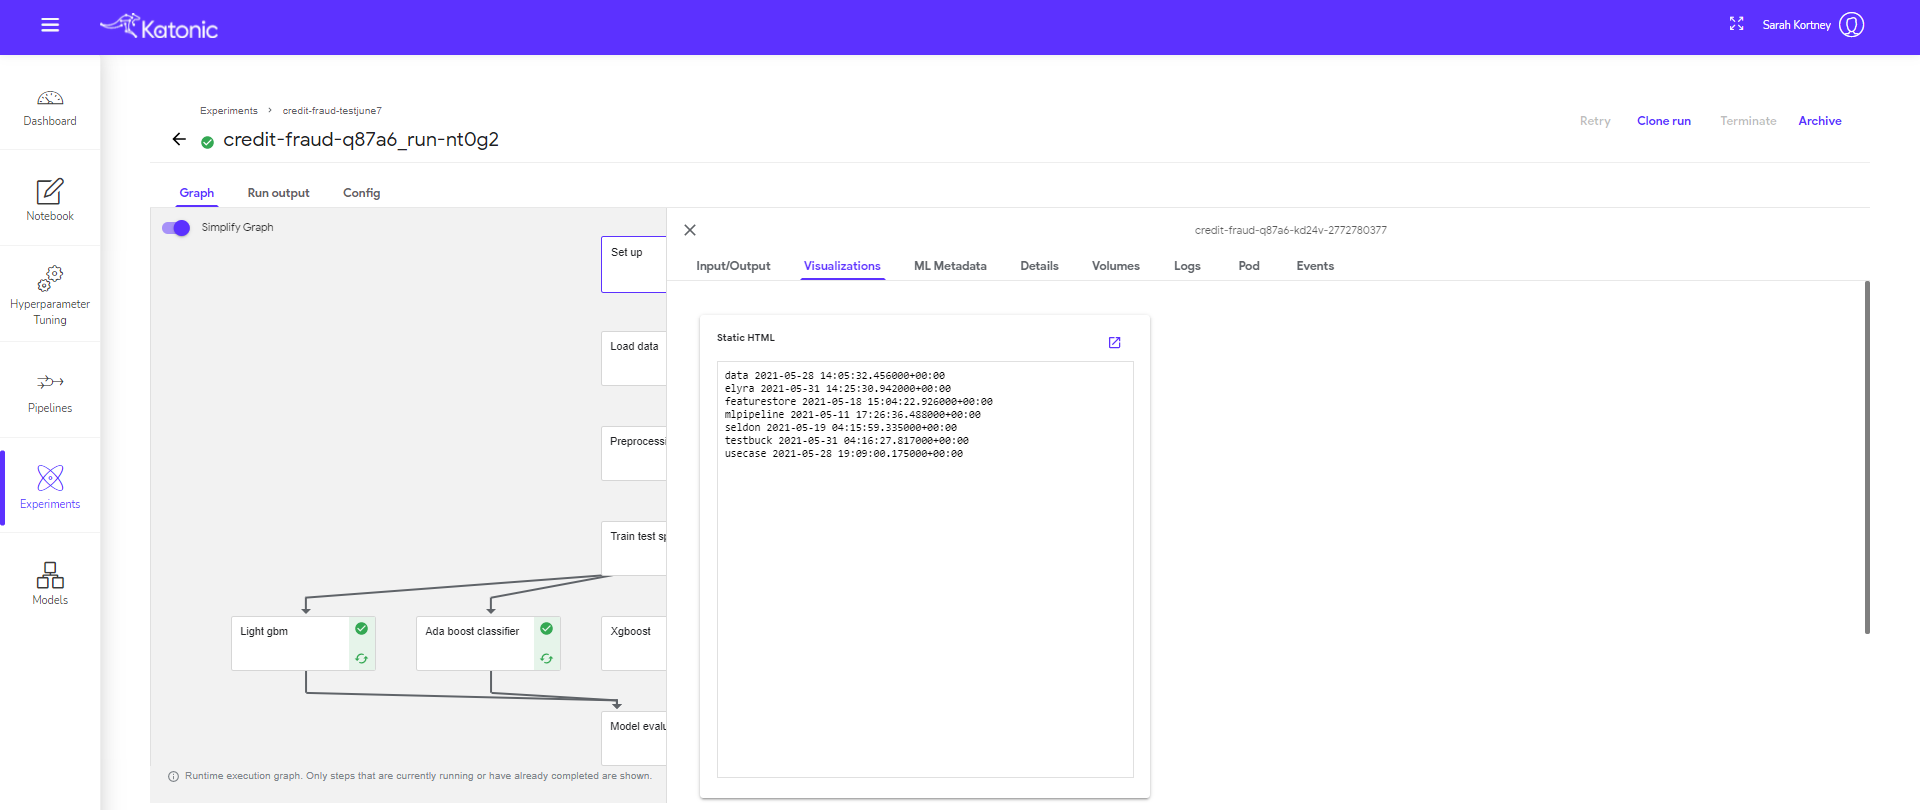 Katonic
Sarah Kortney
Dashboard
Notebook
Hyperparameter
Tuning
Pipelines
Experiments
Models
Experiments > credit-fraud-testjune7
credit-fraud-q87a6_run-nt0g2
Retry Clone run Terminate Archive
Graph Run output Config
Simplify Graph
Set up
Load data
Preprocessi
Train test sp
Light gbm
Ada boost classifier
Xgboost
Model evalu
Runtime execution graph. Only steps that are currently running or have already completed are shown.
credit-fraud-q87a6-kd24v-2772780377
Input/Output Visualizations ML Metadata Details Volumes Logs Pod Events
Static HTML
data 2021-05-28 14:05:32.456000+00:00
elyra 2021-05-31 14:25:30.942000+00:00
featurestore 2021-05-18 15:04:22.926000+00:00
mlpipeline 2021-05-11 17:26:36.488000+00:00
seldon 2021-05-19 04:15:59.335000+00:00
testbuck 2021-05-31 04:16:27.817000+00:00
usecase 2021-05-28 19:09:00.175000+00:00